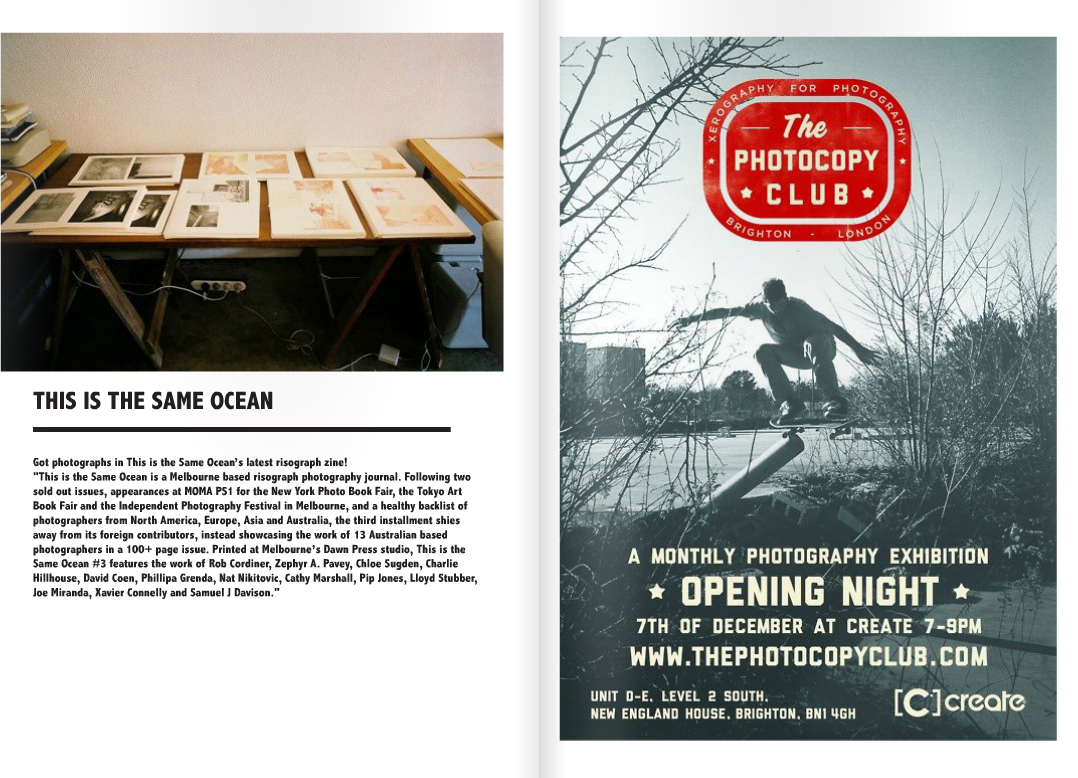 THIS IS THE SAME OCEAN
Got photographs in This is the Same Ocean's latest risograph zine!
"This is the Same Ocean is a Melbourne based risograph photography journal. Following two
sold out issues, appearances at MOMA PS1 for the New York Photo Book Fair, the Tokyo Art
Book Fair and the Independent Photography Festival in Melbourne, and a healthy backlist of
photographers from North America, Europe, Asia and Australia, the third installment shies
away from its foreign contributors, instead showcasing the work of 13 Australian based
photographers in a 100+ page issue. Printed at Melbourne's Dawn Press studio, This is the
Same Ocean #3 features the work of Rob Cordiner, Zephyr A. Pavey, Chloe Sugden, Charlie
Hillhouse, David Coen, Phillipa Grenda, Nat Nikitovic, Cathy Marshall, Pip Jones, Lloyd Stubber,
Joe Miranda, Xavier Connelly and Samuel J Davison."
XEROGRAPHY FOR PHOTOGRAPHY
The
PHOTOCOPY
CLUB
BRIGHTON - LONDON
A MONTHLY PHOTOGRAPHY EXHIBITION
OPENING NIGHT
7TH OF DECEMBER AT CREATE 7-9PM
WWW.THEPHOTOCOPYCLUB.COM
UNIT D-E, LEVEL 2 SOUTH,
NEW ENGLAND HOUSE, BRIGHTON, BN1 4GH
[C] create